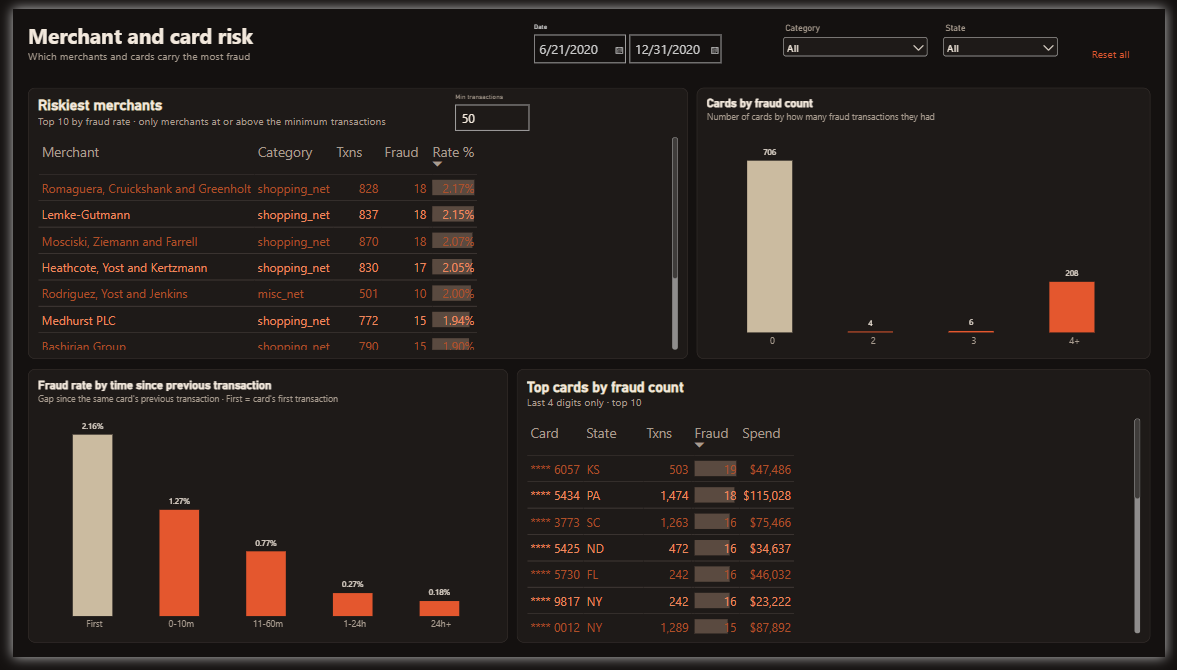 Merchant and card risk
Which merchants and cards carry the most fraud
Date
6/21/2020 12/31/2020
Category
All
State
All
Reset all
Riskiest merchants
Top 10 by fraud rate · only merchants at or above the minimum transactions
Min transactions
50
Merchant Category Txns Fraud Rate %
Romaguera, Cruickshank and Greenholt shopping_net 828 18 2.17%
Lemke-Gutmann shopping_net 837 18 2.15%
Mosciski, Ziemann and Farrell shopping_net 870 18 2.07%
Heathcote, Yost and Kertzmann shopping_net 830 17 2.05%
Rodriguez, Yost and Jenkins misc_net 501 10 2.00%
Medhurst PLC shopping_net 772 15 1.94%
Bashirian Group shopping_net 790 15 1.90%
Cards by fraud count
Number of cards by how many fraud transactions they had
706
4
6
208
0 2 3 4+
Fraud rate by time since previous transaction
Gap since the same card's previous transaction · First = card's first transaction
2.16%
1.27%
0.77%
0.27%
0.18%
First 0-10m 11-60m 1-24h 24h+
Top cards by fraud count
Last 4 digits only · top 10
Card State Txns Fraud Spend
**** 6057 KS 503 19 $47,486
**** 5434 PA 1,474 18 $115,028
**** 3773 SC 1,263 16 $75,466
**** 5425 ND 472 16 $34,637
**** 5730 FL 242 16 $46,032
**** 9817 NY 242 16 $23,222
**** 0012 NY 1,289 15 $87,892